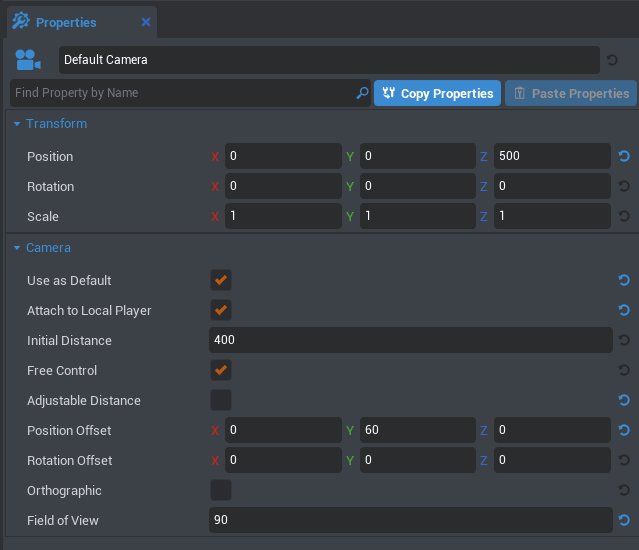 Properties
Default Camera
Find Property by Name Copy Properties Paste Properties
Transform
Position X 0 Y 0 Z 500
Rotation X 0 Y 0 Z 0
Scale X 1 Y 1 Z 1
Camera
Use as Default
Attach to Local Player
Initial Distance 400
Free Control
Adjustable Distance
Position Offset X 0 Y 60 Z 0
Rotation Offset X 0 Y 0 Z 0
Orthographic
Field of View 90